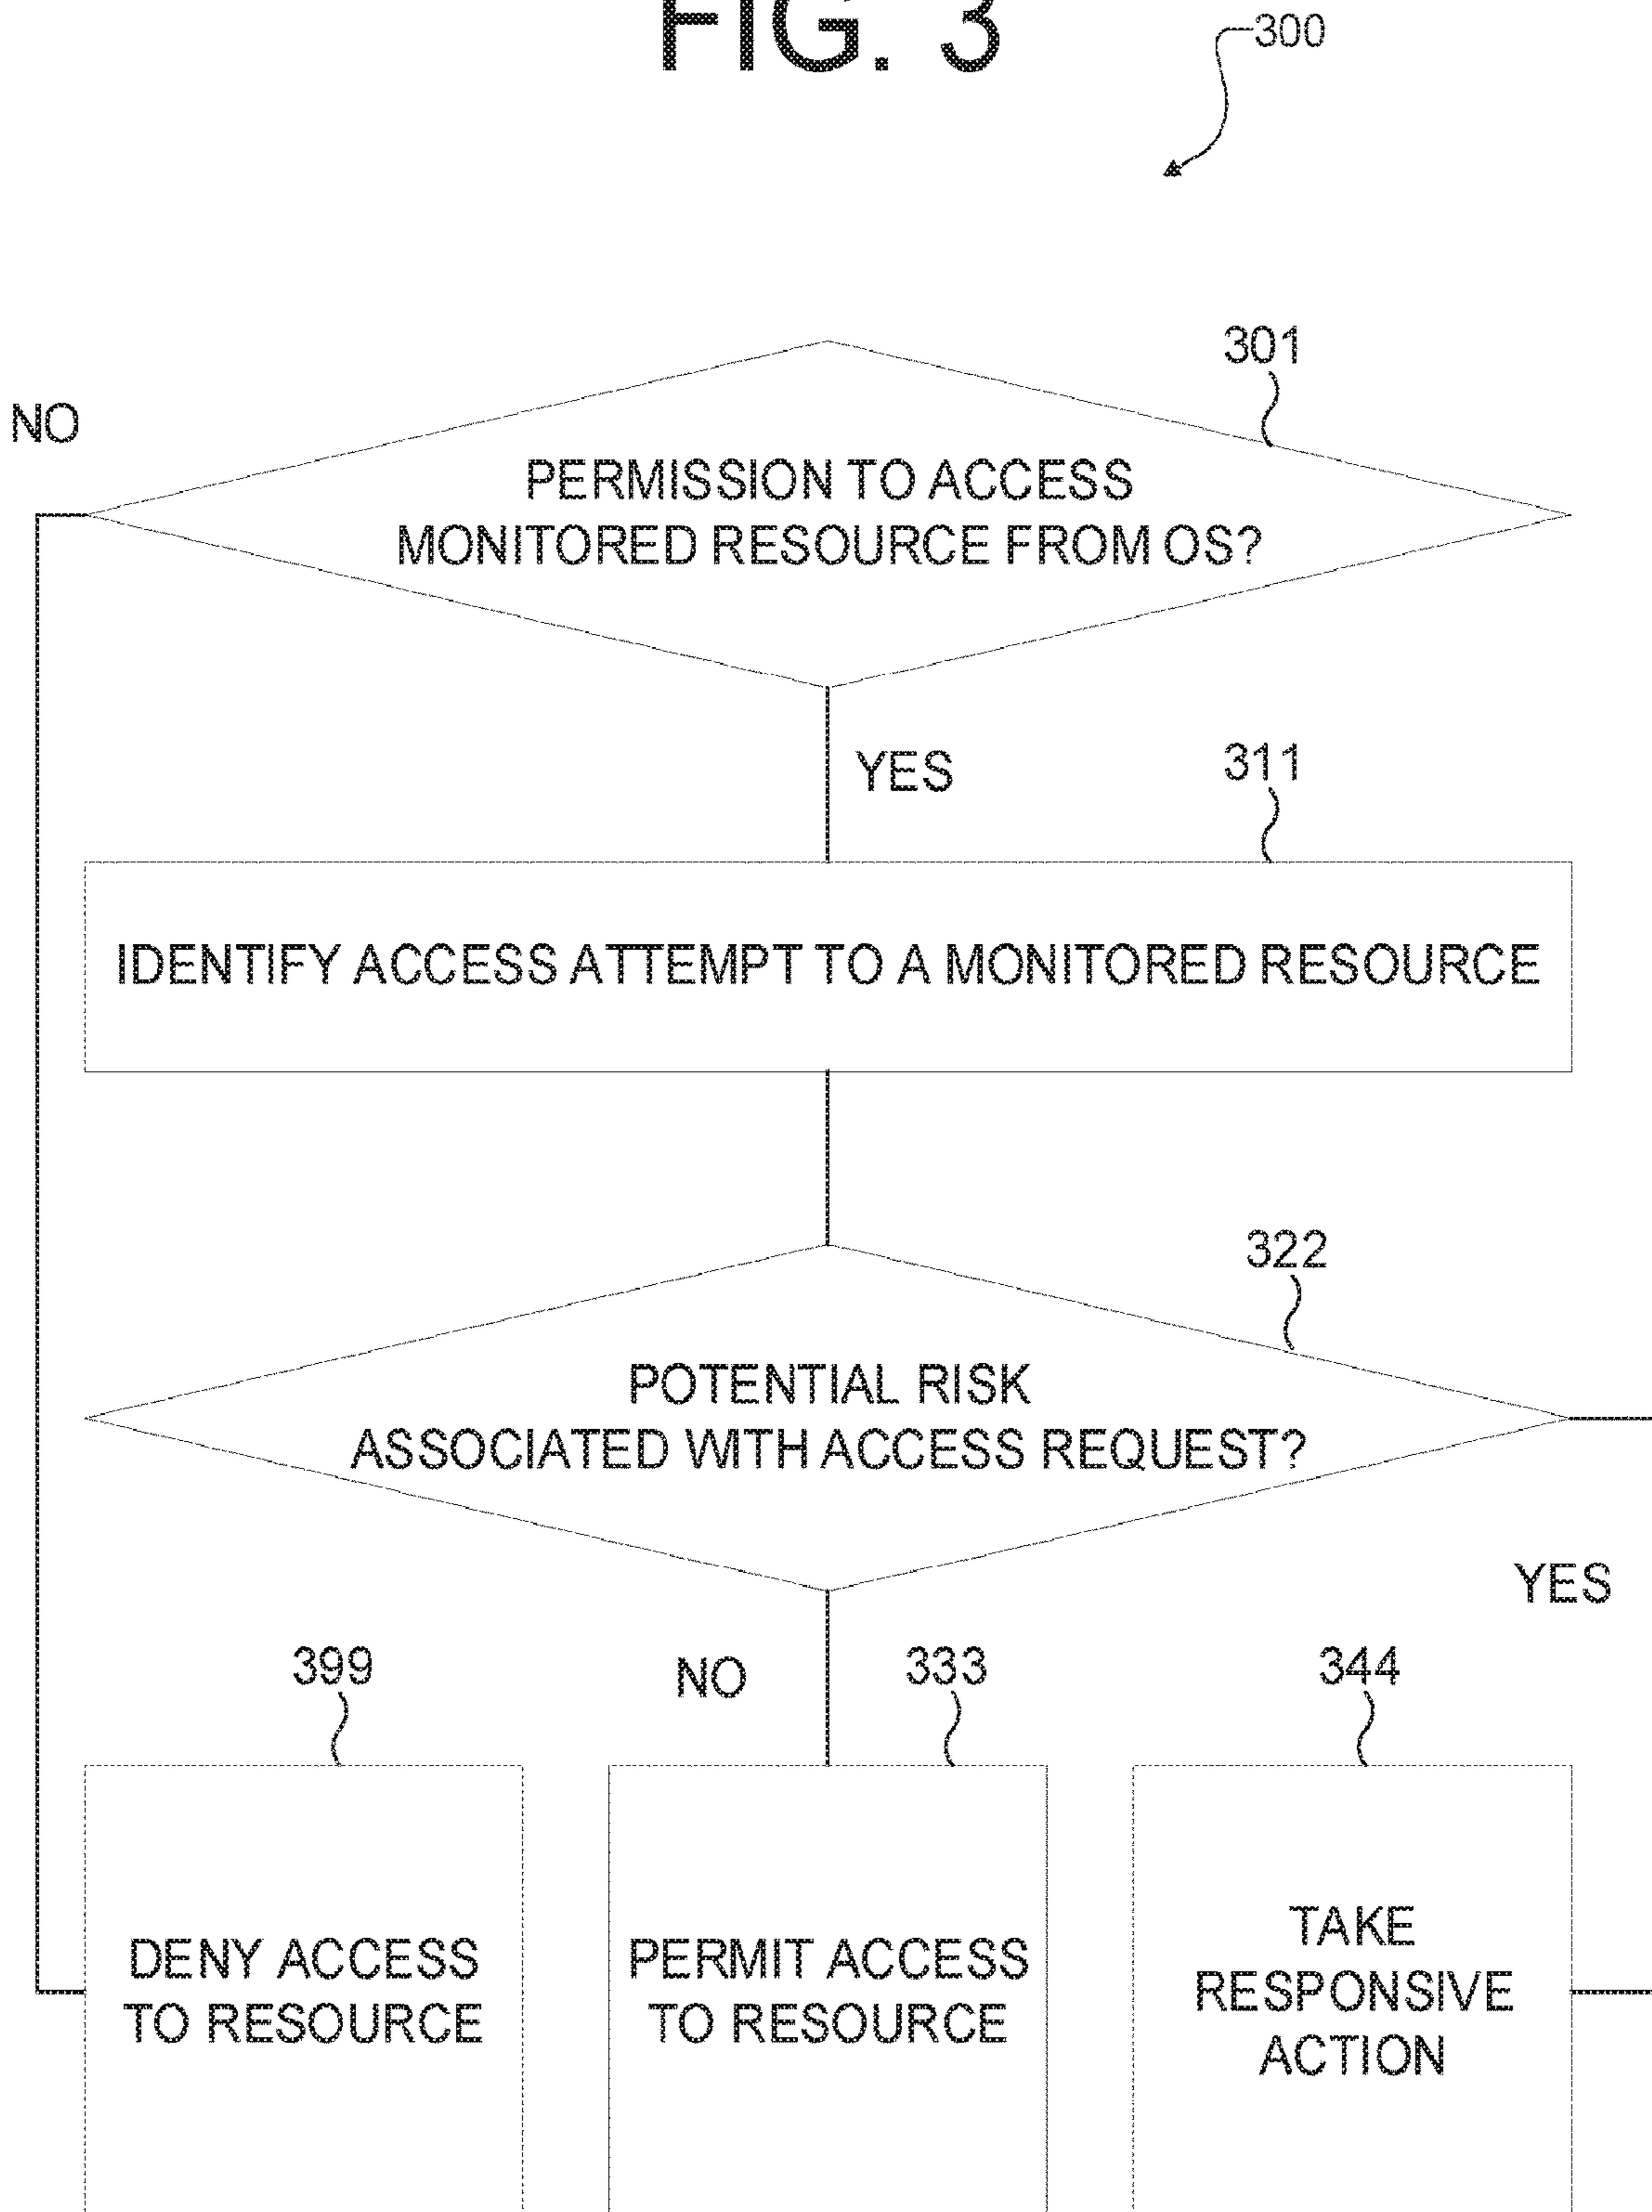 FIG. 3
300
301
NO
PERMISSION TO ACCESS
MONITORED RESOURCE FROM OS?
YES
311
IDENTIFY ACCESS ATTEMPT TO A MONITORED RESOURCE
322
POTENTIAL RISK
ASSOCIATED WITH ACCESS REQUEST?
YES
399
NO
333
344
DENY ACCESS
TO RESOURCE
PERMIT ACCESS
TO RESOURCE
TAKE
RESPONSIVE
ACTION